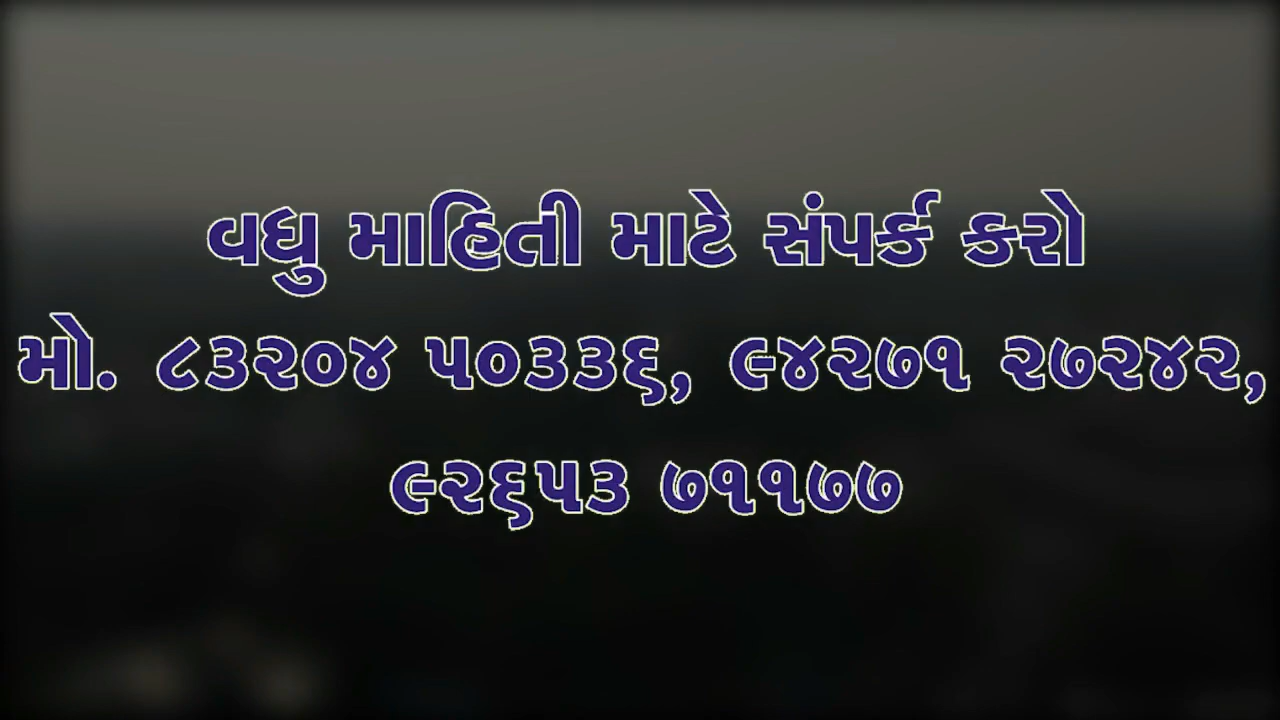 વધુ માહિતી માટે સંપર્ક કરો
મો. ૮૩૨૦૪ ૫૦૩૩૬, ૯૪૨૭૧ ૨૭૨૪૨,
૯૨૬૫૩ ૭૧૧૭૭